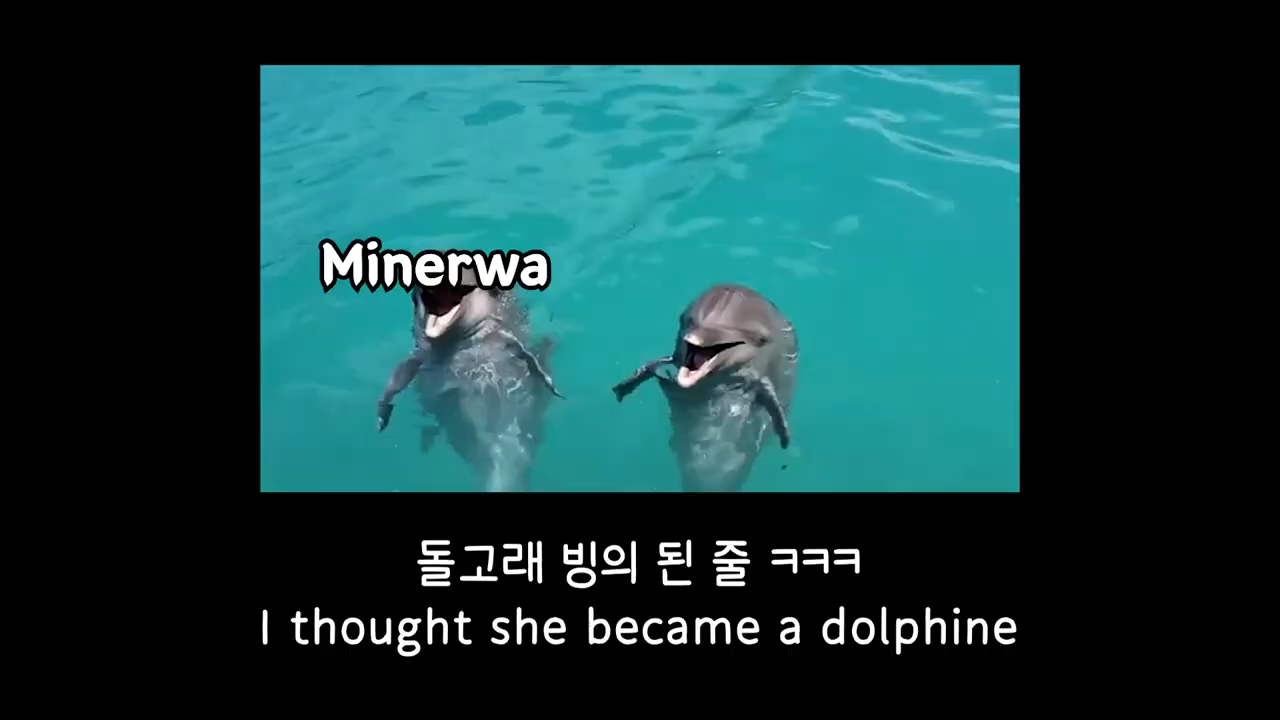 Minerwa
돌고래 빙의 된 줄 ㅋㅋㅋ
I thought she became a dolphine